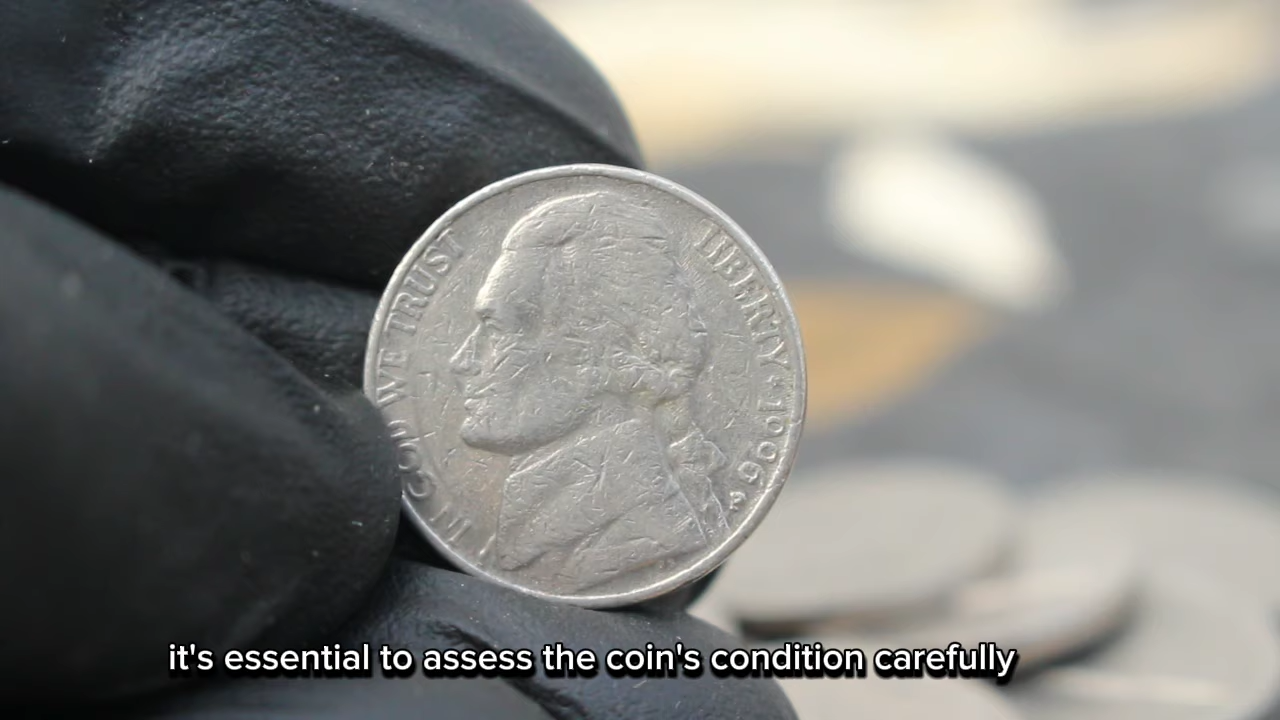 IN GOD WE TRUST
LIBERTY • 1996
P
it's essential to assess the coin's condition carefully